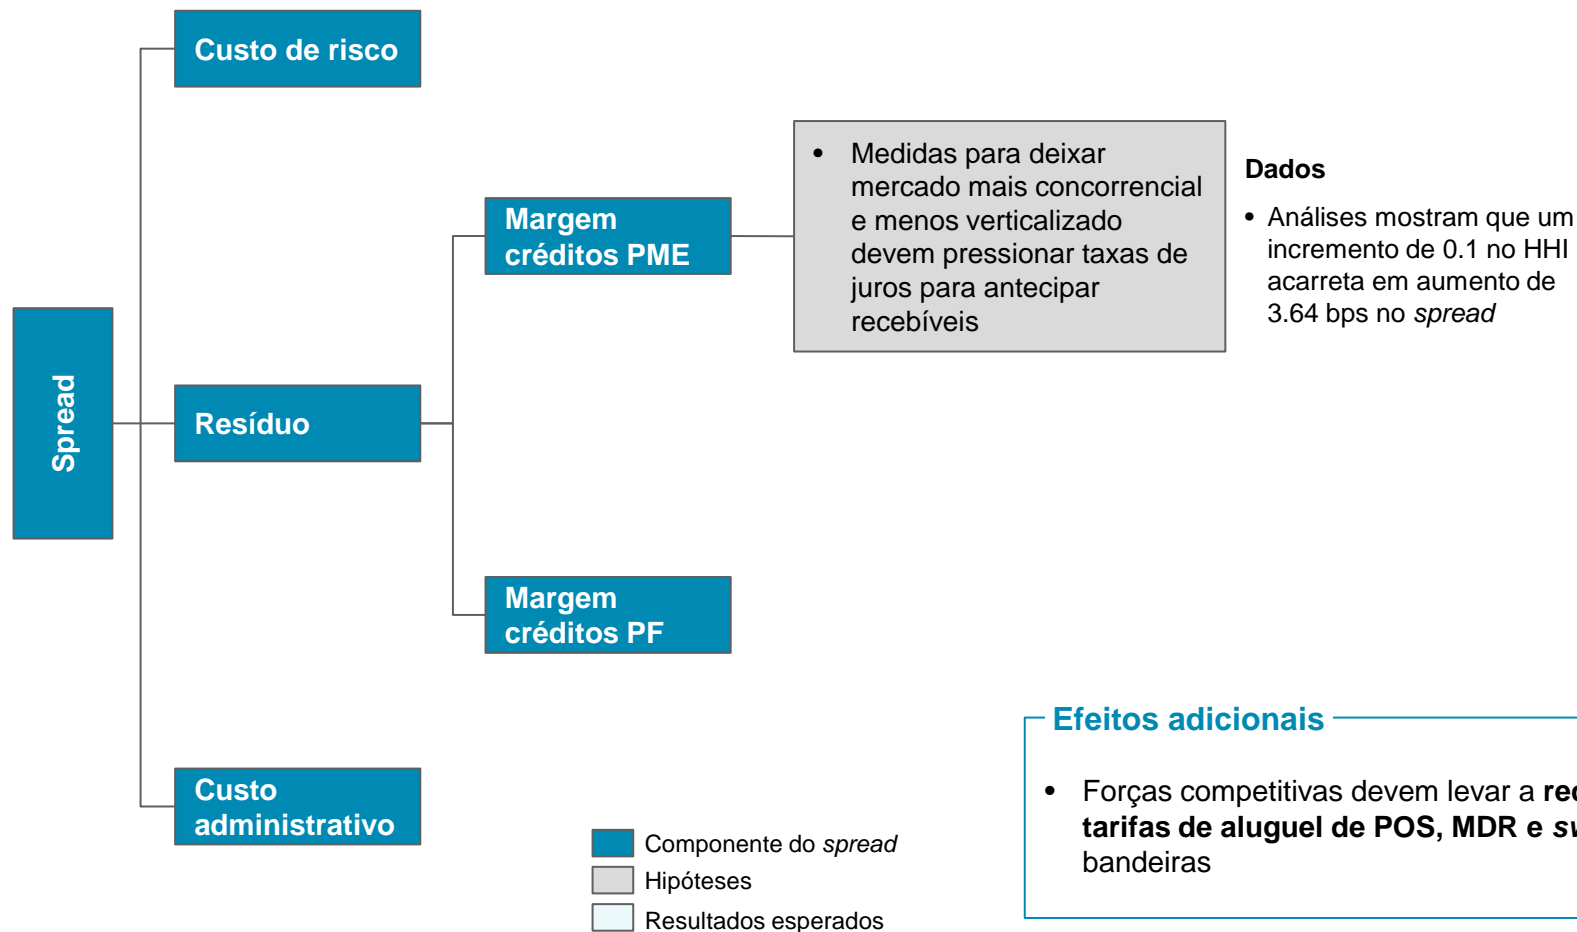 Custo de risco
• Medidas para deixar
mercado mais concorrencial
e menos verticalizado
devem pressionar taxas de
juros para antecipar
recebíveis
Dados
• Análises mostram que um
incremento de 0.1 no HHI
acarreta em aumento de
3.64 bps no spread
Margem
créditos PME
Spread
Resíduo
Margem
créditos PF
Custo
administrativo
Efeitos adicionais
• Forças competitivas devem levar a
tarifas de aluguel de POS, MDR e
bandeiras
Componente do spread
Hipóteses
Resultados esperados